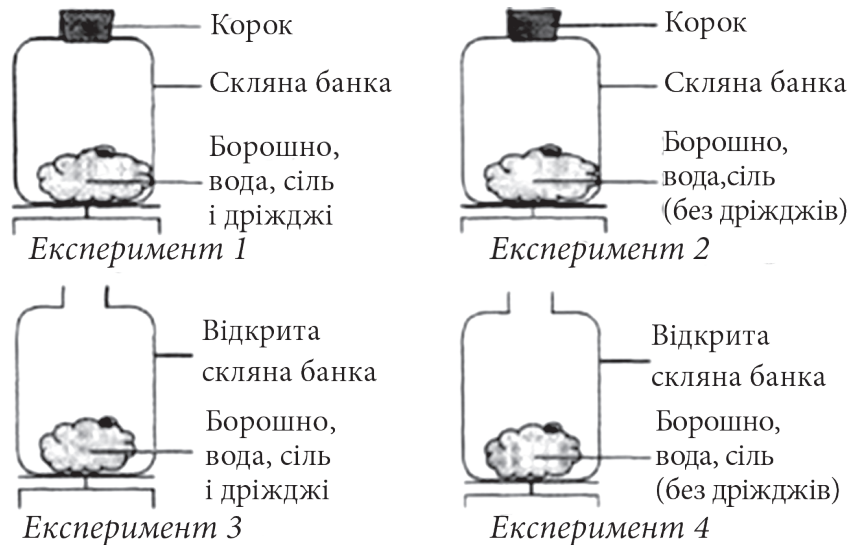 Корок
Скляна банка
Борошно,
вода, сіль
і дріжджі
Експеримент 1
Корок
Скляна банка
Борошно,
вода,сіль
(без дріжджів)
Експеримент 2
Відкрита
скляна банка
Борошно,
вода, сіль
і дріжджі
Експеримент 3
Відкрита
скляна банка
Борошно,
вода, сіль
(без дріжджів)
Експеримент 4